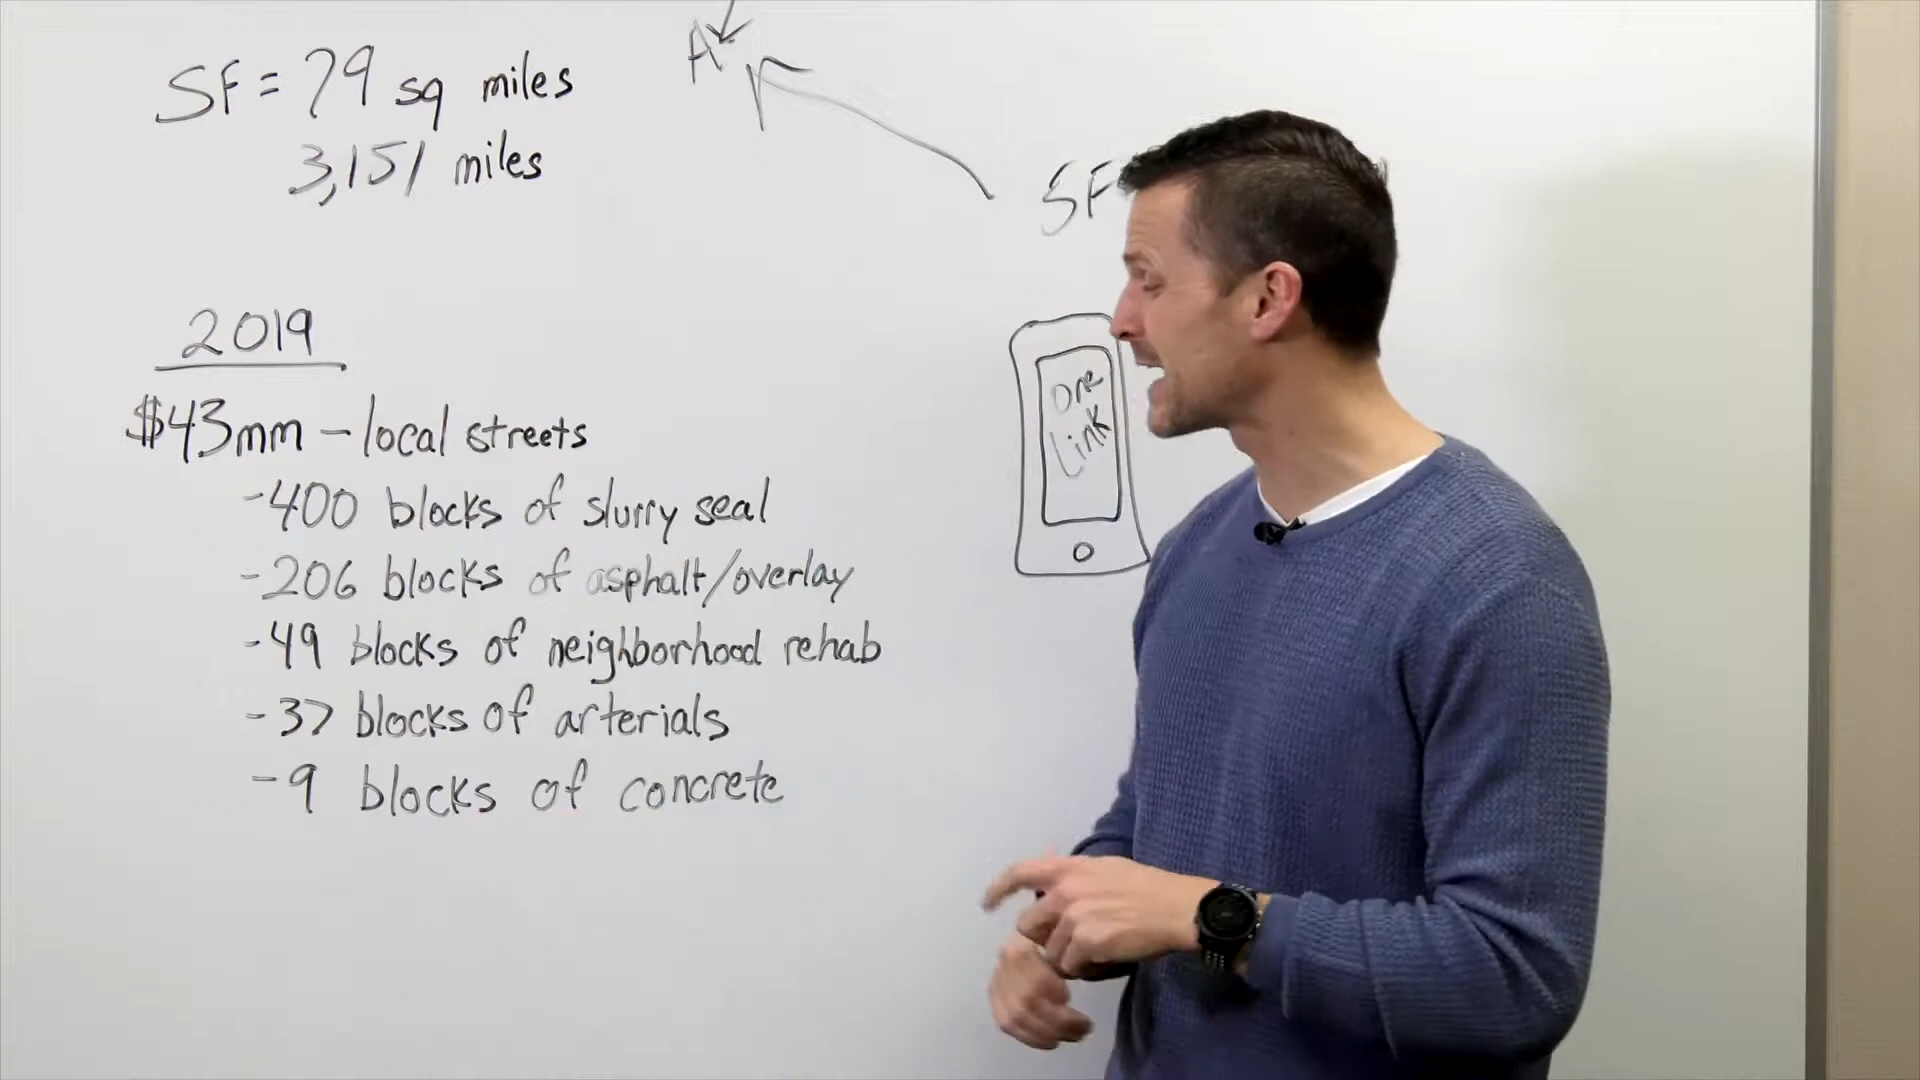 SF = 79 sq miles
3,151 miles
A
SF
2019
$43mm - local streets
-400 blocks of slurry seal
-206 blocks of asphalt/overlay
-49 blocks of neighborhood rehab
-37 blocks of arterials
-9 blocks of concrete
One
Link